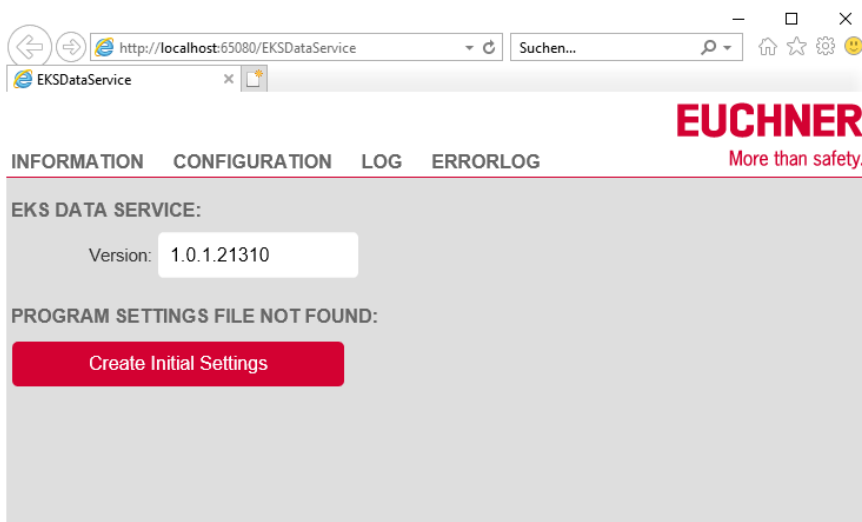 http://localhost:65080/EKSDataService
Suchen...
EKSDataService
EUCHNER
More than safety.
INFORMATION CONFIGURATION LOG ERRORLOG
EKS DATA SERVICE:
Version: 1.0.1.21310
PROGRAM SETTINGS FILE NOT FOUND:
Create Initial Settings